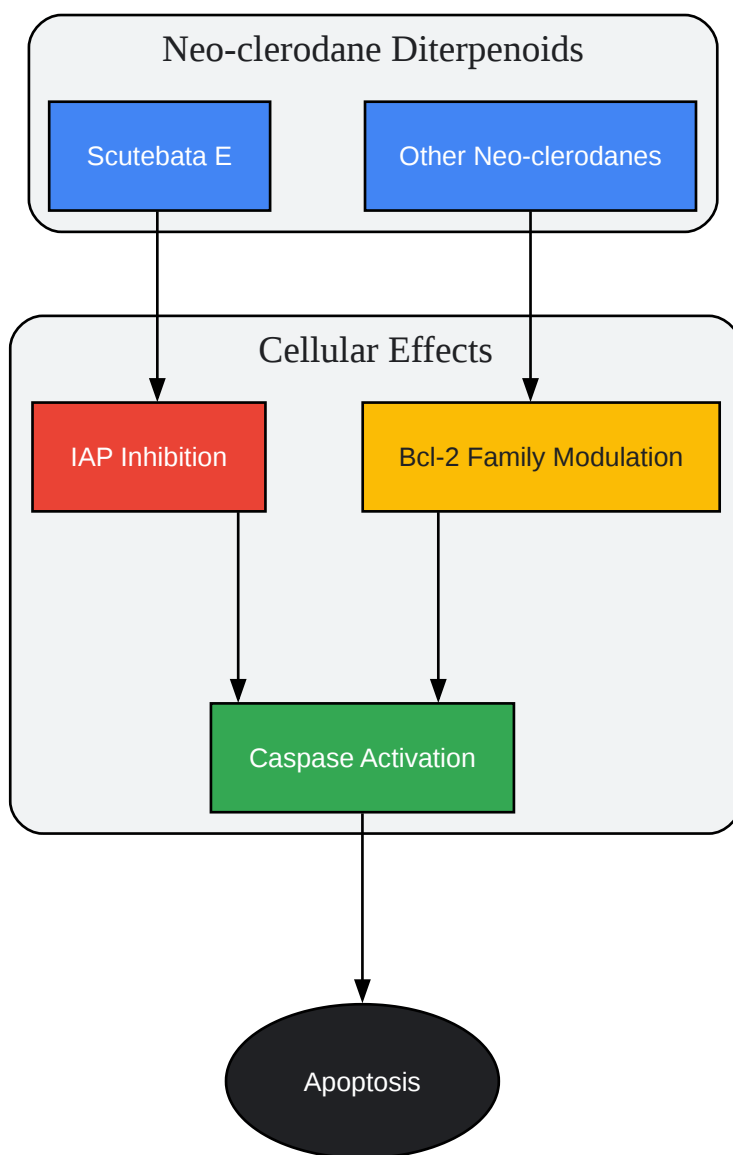 Neo-clerodane Diterpenoids
Scutebata E
Other Neo-clerodanes
Cellular Effects
IAP Inhibition
Bcl-2 Family Modulation
Caspase Activation
Apoptosis